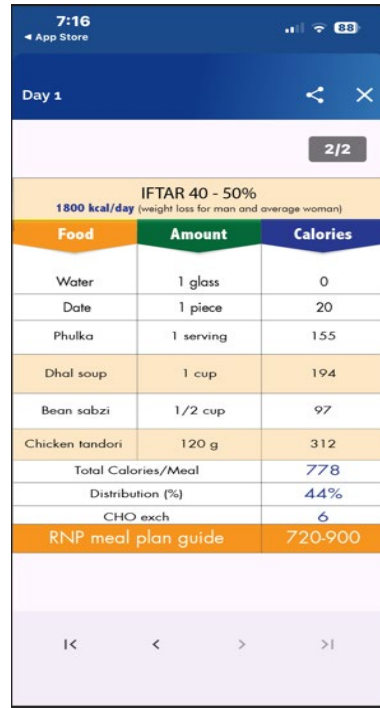 7:16
88
◄ App Store
Day 1
2/2
IFTAR 40 - 50%
1800 kcal/day (weight loss for man and average woman)
Food Amount Calories
Water 1 glass 0
Date 1 piece 20
Phulka 1 serving 155
Dhal soup 1 cup 194
Bean sabzi 1/2 cup 97
Chicken tandori 120 g 312
Total Calories/Meal 778
Distribution (%) 44%
CHO exch 6
RNP meal plan guide 720-900